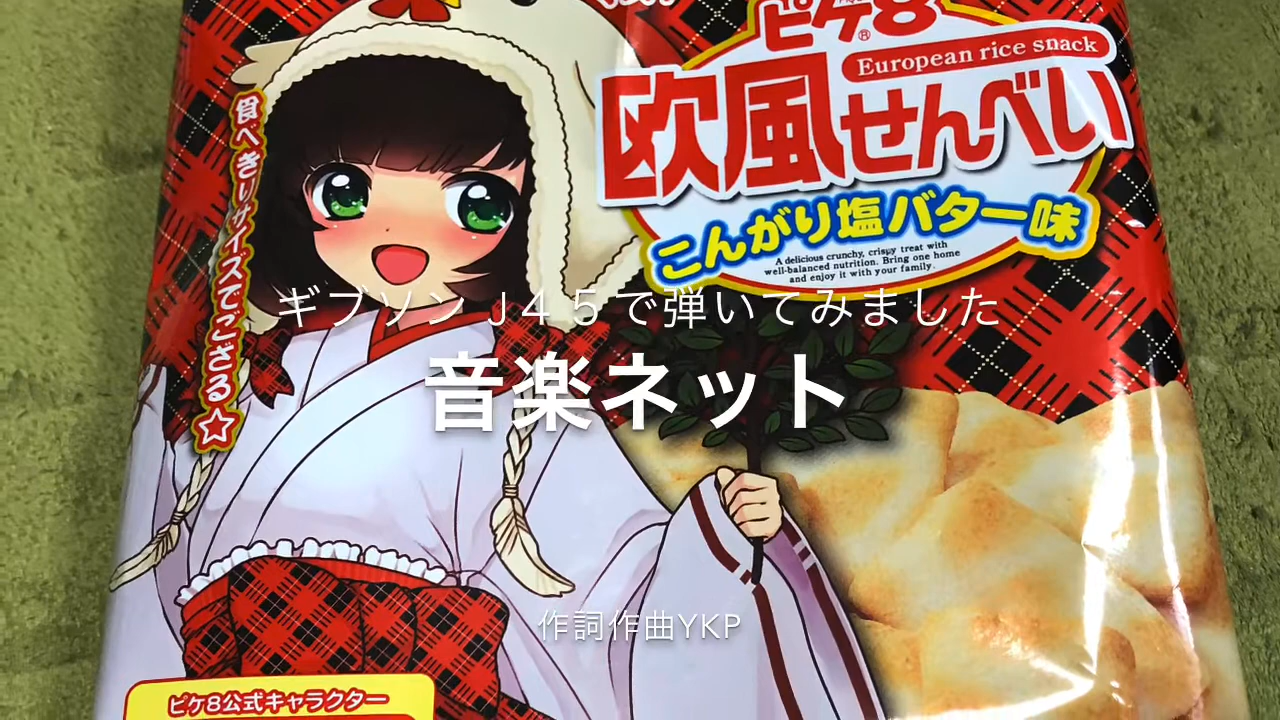 ピケ8
European rice snack
欧風せんべい
こんがり塩バター味
A delicious crunchy, crispy treat with
well-balanced nutrition. Bring one home
and enjoy it with your family.
食べきりサイズでござる☆
ギブソン J４５で弾いてみました
音楽ネット
作詞作曲YKP
ピケ8公式キャラクター